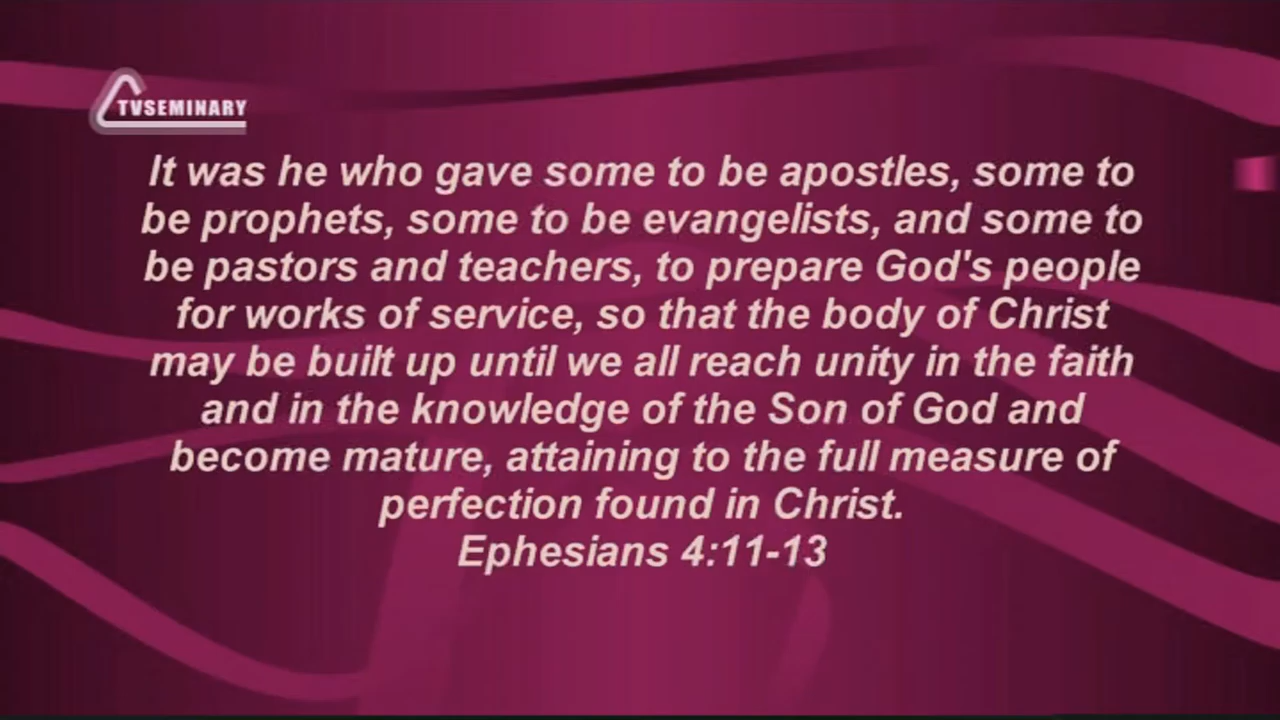 TVSEMINARY
It was he who gave some to be apostles, some to
be prophets, some to be evangelists, and some to
be pastors and teachers, to prepare God's people
for works of service, so that the body of Christ
may be built up until we all reach unity in the faith
and in the knowledge of the Son of God and
become mature, attaining to the full measure of
perfection found in Christ.
Ephesians 4:11-13